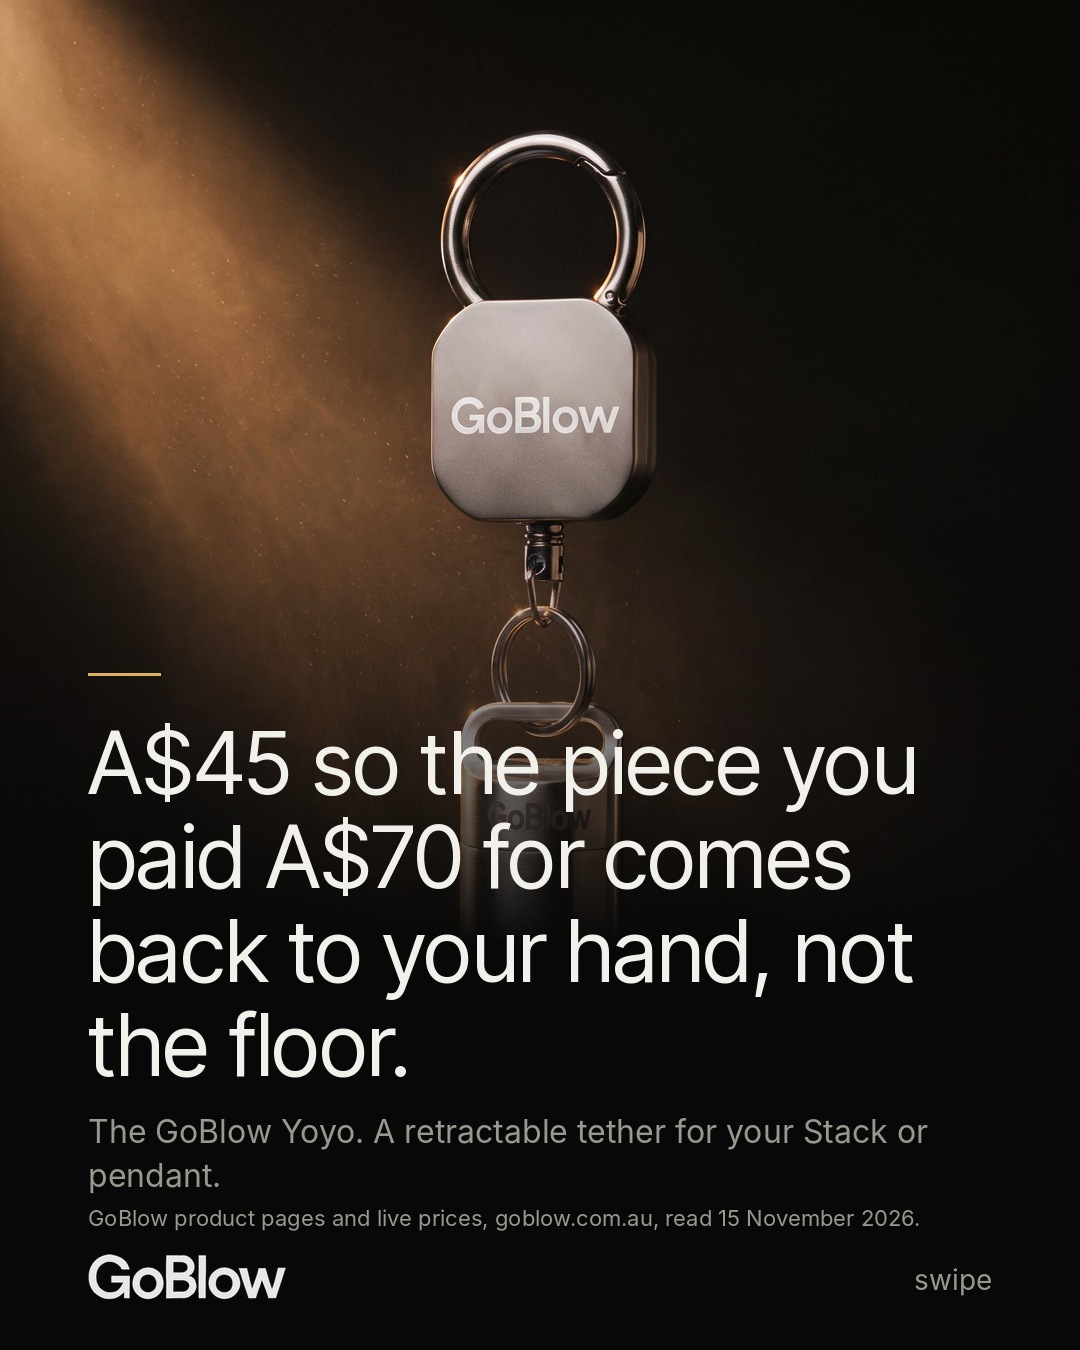 GoBlow
GoBlow
A$45 so the piece you
paid A$70 for comes
back to your hand, not
the floor.
The GoBlow Yoyo. A retractable tether for your Stack or
pendant.
GoBlow product pages and live prices, goblow.com.au, read 15 November 2026.
GoBlow
swipe